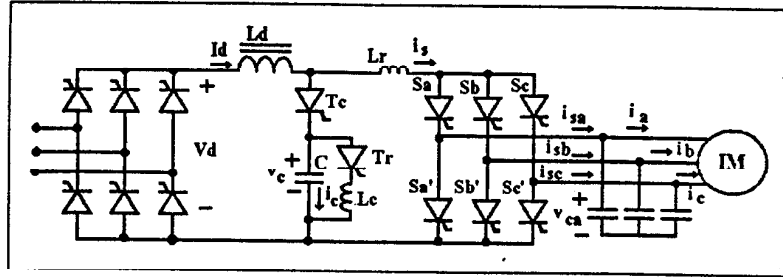 Id Ld Lr is
Sa Sb Sc
Tc
isa ia
+ Vd −
+ vc − C Tr
isb ib IM
isc ic
ic Lc
Sa' Sb' Sc'
+ vca −